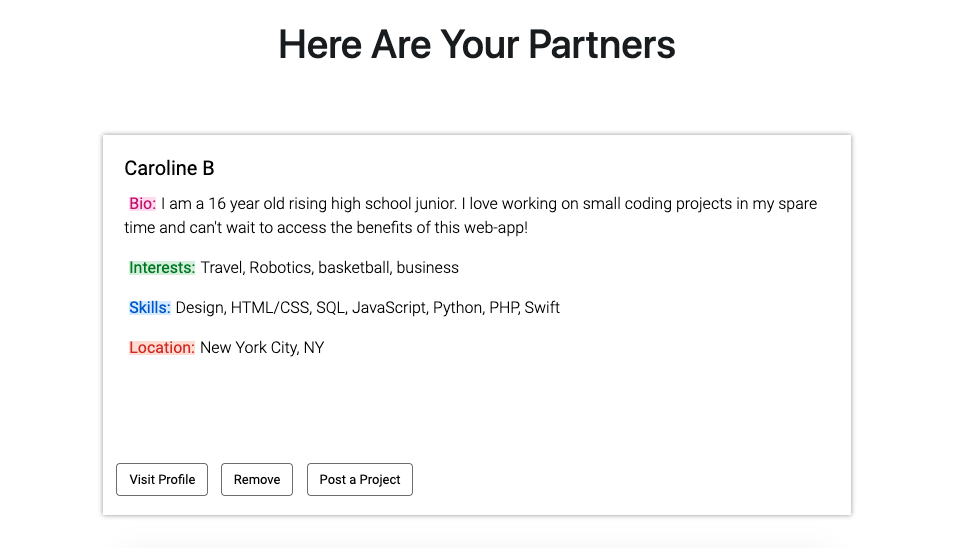 Here Are Your Partners
Caroline B
Bio: I am a 16 year old rising high school junior. I love working on small coding projects in my spare
time and can't wait to access the benefits of this web-app!
Interests: Travel, Robotics, basketball, business
Skills: Design, HTML/CSS, SQL, JavaScript, Python, PHP, Swift
Location: New York City, NY
Visit Profile Remove Post a Project